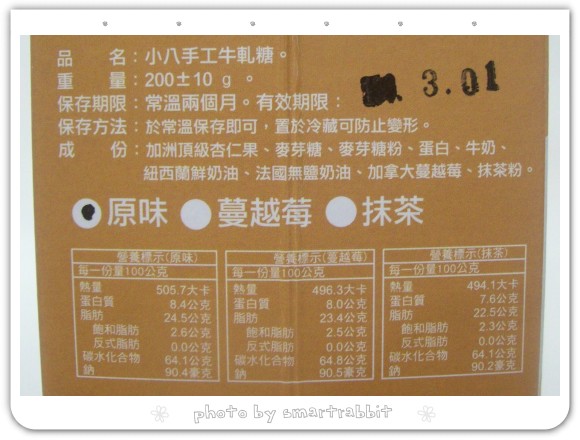 品　　名：小八手工牛軋糖。
重　　量：200±10 g 。
保存期限：常溫兩個月。有效期限： 3.01
保存方法：於常溫保存即可，置於冷藏可防止變形。
成　　份：加洲頂級杏仁果、麥芽糖、麥芽糖粉、蛋白、牛奶、
紐西蘭鮮奶油、法國無鹽奶油、加拿大蔓越莓、抹茶粉。
原味 蔓越莓 抹茶
營養標示(原味)
每一份量100公克
熱量 505.7大卡
蛋白質 8.4公克
脂肪 24.5公克
飽和脂肪 2.6公克
反式脂肪 0.0公克
碳水化合物 64.1公克
鈉 90.4毫克
營養標示(蔓越莓)
每一份量100公克
熱量 496.3大卡
蛋白質 8.0公克
脂肪 23.4公克
飽和脂肪 2.5公克
反式脂肪 0.0公克
碳水化合物 64.8公克
鈉 90.5毫克
營養標示(抹茶)
每一份量100公克
熱量 494.1大卡
蛋白質 7.6公克
脂肪 22.5公克
飽和脂肪 2.3公克
反式脂肪 0.0公克
碳水化合物 64.1公克
鈉 90.2毫克
photo by smartrabbit